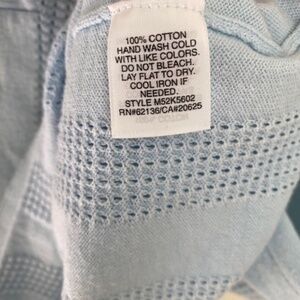 100% COTTON
HAND WASH COLD
WITH LIKE COLORS.
DO NOT BLEACH.
LAY FLAT TO DRY.
COOL IRON IF
NEEDED.
STYLE M52K5602
RN#62136/CA#20625